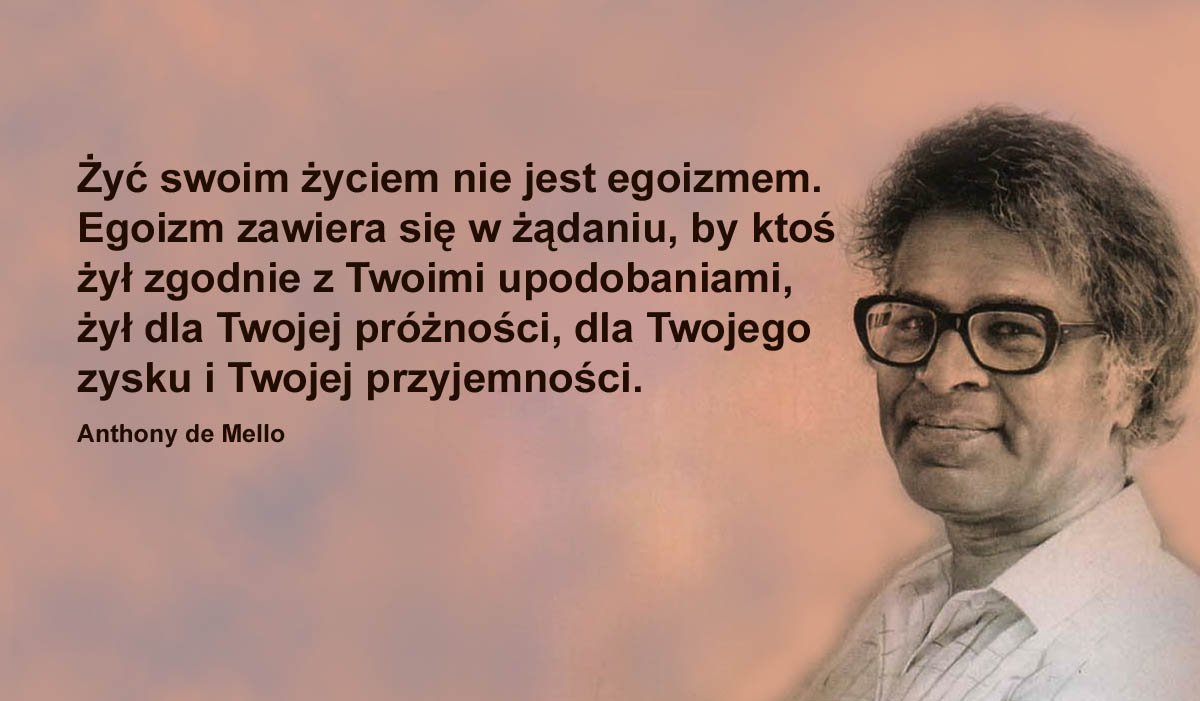 Żyć swoim życiem nie jest egoizmem.
Egoizm zawiera się w żądaniu, by ktoś
żył zgodnie z Twoimi upodobaniami,
żył dla Twojej próżności, dla Twojego
zysku i Twojej przyjemności.
Anthony de Mello